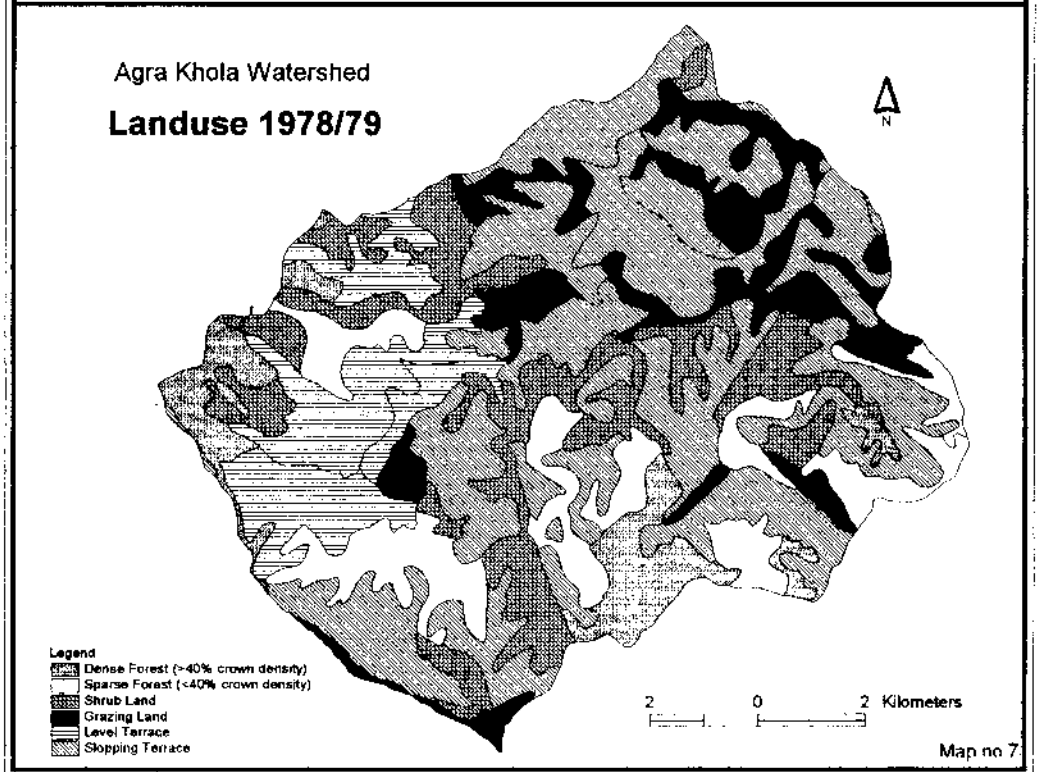 Agra Khola Watershed
Landuse 1978/79
N
Legend
Dense Forest (>40% crown density)
Sparse Forest (<40% crown density)
Shrub Land
Grazing Land
Level Terrace
Slopping Terrace
2 0 2 Kilometers
Map no 7